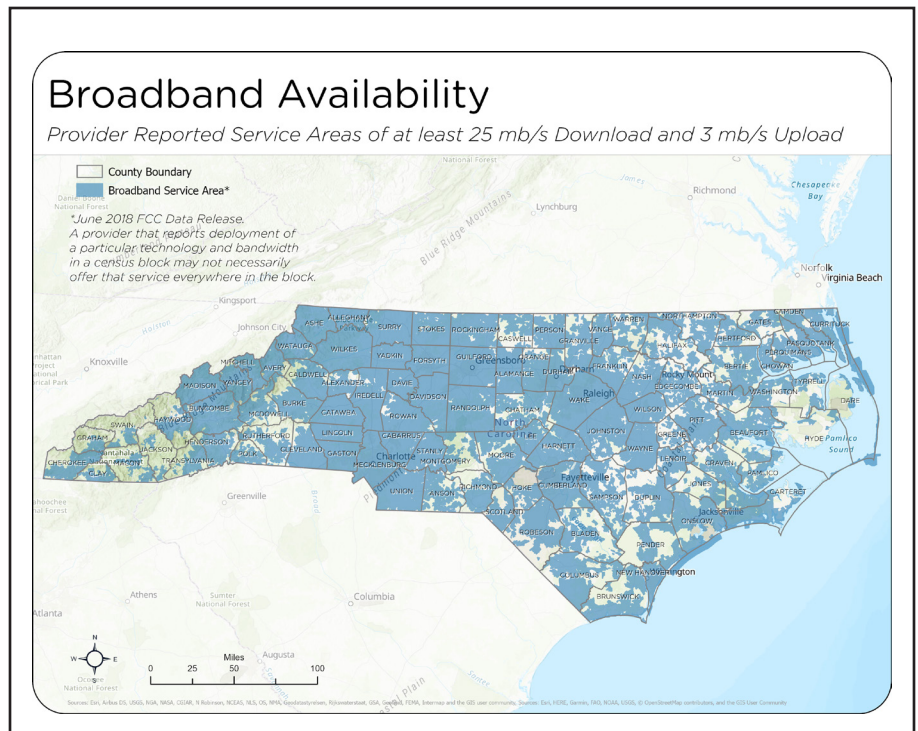 Broadband Availability
Provider Reported Service Areas of at least 25 mb/s Download and 3 mb/s Upload
County Boundary
Broadband Service Area*
*June 2018 FCC Data Release.
A provider that reports deployment of
a particular technology and bandwidth
in a census block may not necessarily
offer that service everywhere in the block.
National Forest
James
Richmond
Chesapeake
Bay
Lynchburg
Blue Ridge Mountains
Norfolk
Virginia Beach
Kingsport
Holston
Johnson City
Knoxville
ASHE
ALLEGHANY
SURRY
STOKES
ROCKINGHAM
CASWELL
PERSON
GRANVILLE
VANCE
WARREN
NORTHAMPTON
GATES
CAMDEN
CURRITUCK
HALIFAX
HERTFORD
PASQUOTANK
PERQUIMANS
CHOWAN
WATAUGA
WILKES
YADKIN
FORSYTH
GUILFORD
Greensboro
ALAMANCE
ORANGE
Durham
FRANKLIN
NASH
Rocky Mount
EDGECOMBE
BERTIE
MARTIN
WASHINGTON
TYRRELL
DARE
MITCHELL
AVERY
CALDWELL
ALEXANDER
IREDELL
DAVIE
DAVIDSON
RANDOLPH
CHATHAM
WAKE
Raleigh
WILSON
PITT
BEAUFORT
HYDE
Pamlico
Sound
MADISON
YANCEY
BURKE
CATAWBA
ROWAN
North
Carolina
JOHNSTON
GREENE
BUNCOMBE
MCDOWELL
SWAIN
HAYWOOD
GRAHAM
RUTHERFORD
LINCOLN
CABARRUS
STANLY
MONTGOMERY
MOORE
HARNETT
WAYNE
LENOIR
CRAVEN
PAMLICO
CHEROKEE
CLAY
MACON
JACKSON
HENDERSON
TRANSYLVANIA
POLK
CLEVELAND
GASTON
Charlotte
MECKLENBURG
UNION
ANSON
RICHMOND
SCOTLAND
HOKE
CUMBERLAND
Fayetteville
SAMPSON
DUPLIN
JONES
CARTERET
Jacksonville
ONSLOW
ROBESON
BLADEN
PENDER
COLUMBUS
NEW HANOVER
BRUNSWICK
Greenville
Broad
Athens
Sumter
National Forest
Columbia
Atlanta
Augusta
N
W
E
S
Miles
0
25
50
100